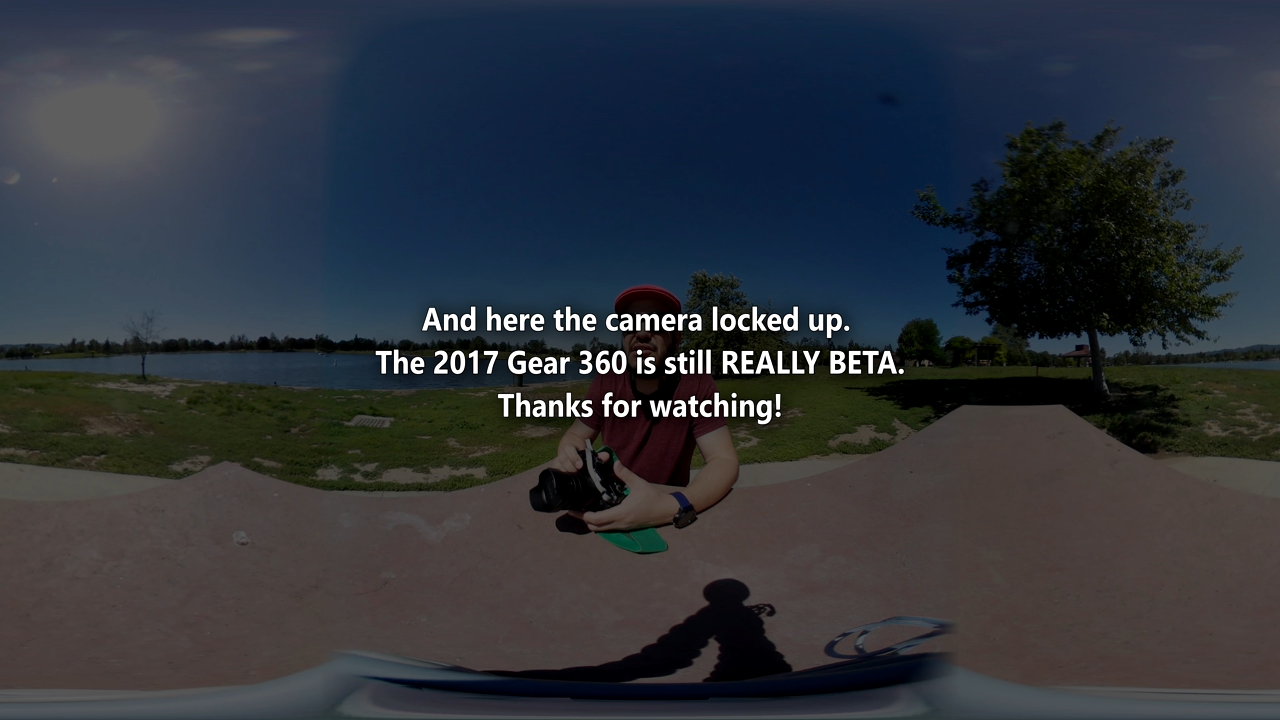 And here the camera locked up.
The 2017 Gear 360 is still REALLY BETA.
Thanks for watching!